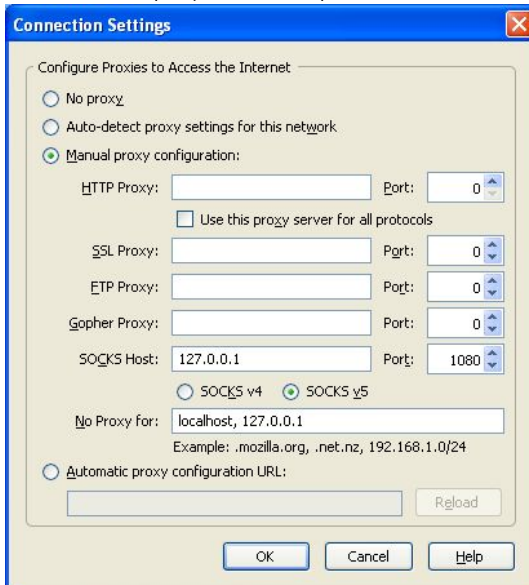 Connection Settings
Configure Proxies to Access the Internet
No proxy
Auto-detect proxy settings for this network
Manual proxy configuration:
HTTP Proxy: Port: 0
Use this proxy server for all protocols
SSL Proxy: Port: 0
FTP Proxy: Port: 0
Gopher Proxy: Port: 0
SOCKS Host: 127.0.0.1 Port: 1080
SOCKS v4 SOCKS v5
No Proxy for: localhost, 127.0.0.1
Example: .mozilla.org, .net.nz, 192.168.1.0/24
Automatic proxy configuration URL:
Reload
OK Cancel Help